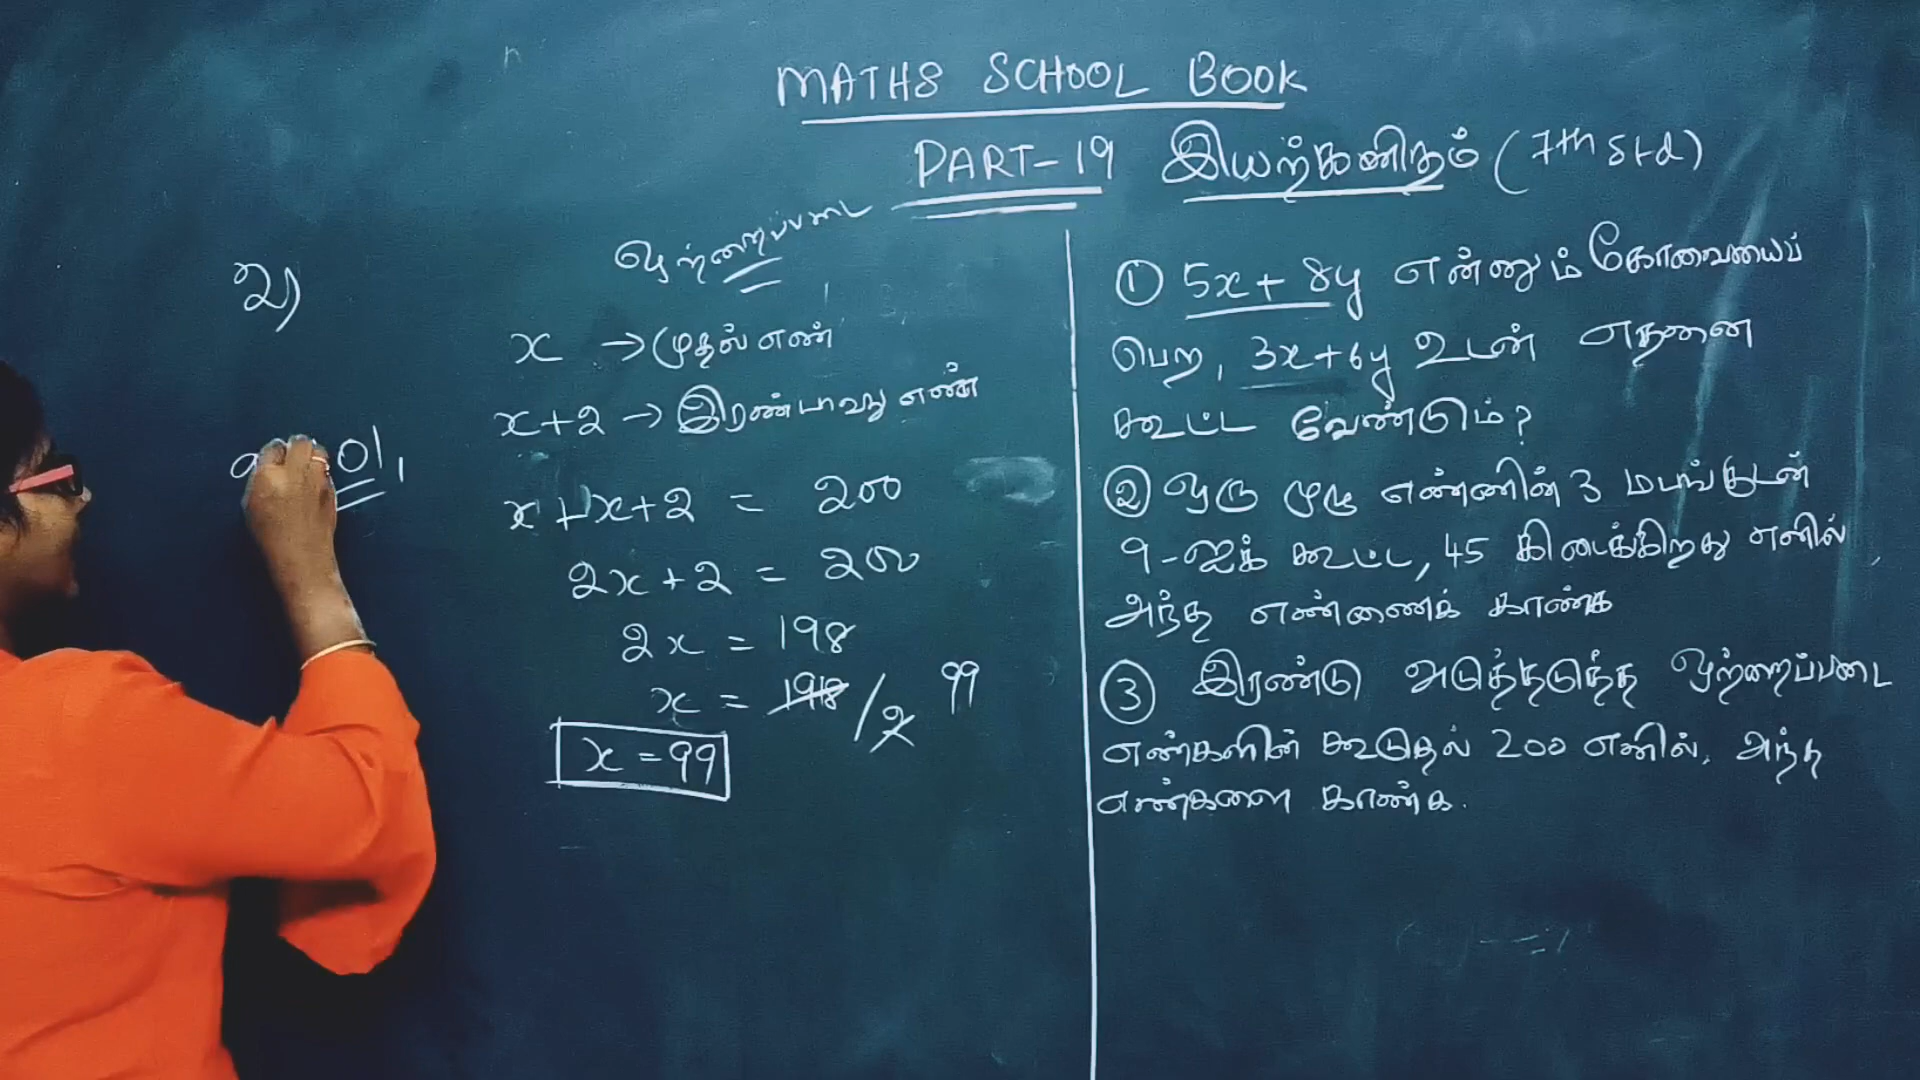 MATHS SCHOOL BOOK
PART-19 இயற்கணிதம் (7th Std)
ஒற்றைப்படை
2)
x → முதல் எண்
x+2 → இரண்டாவது எண்
x+x+2 = 200
2x+2 = 200
2x = 198
x = 198/2 99
x = 99
01,
① 5x+8y என்னும் கோவையைப்
பெற, 3x+6y உடன் எதனை
கூட்ட வேண்டும்?
② ஒரு முழு எண்ணின் 3 மடங்குடன்
9-ஐக் கூட்ட, 45 கிடைக்கிறது எனில்,
அந்த எண்ணைக் காண்க
③ இரண்டு அடுத்தடுத்த ஒற்றைப்படை
எண்களின் கூடுதல் 200 எனில், அந்த
எண்களை காண்க.